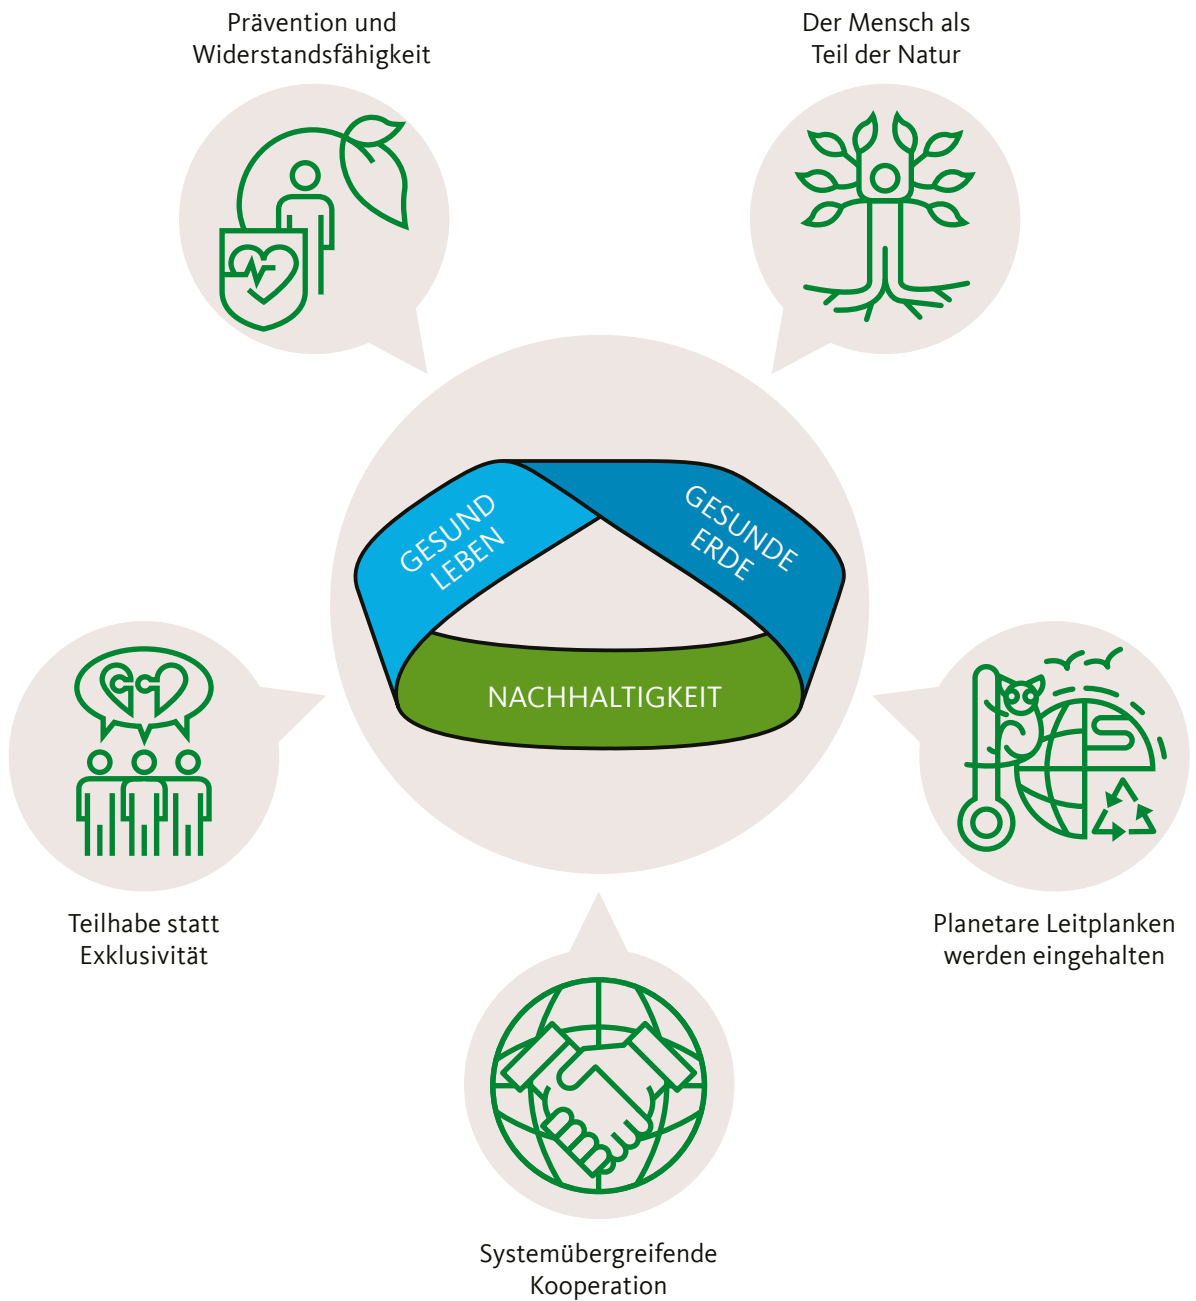 Prävention und
Widerstandsfähigkeit
Der Mensch als
Teil der Natur
GESUND
LEBEN
GESUNDE
ERDE
NACHHALTIGKEIT
Teilhabe statt
Exklusivität
Planetare Leitplanken
werden eingehalten
Systemübergreifende
Kooperation